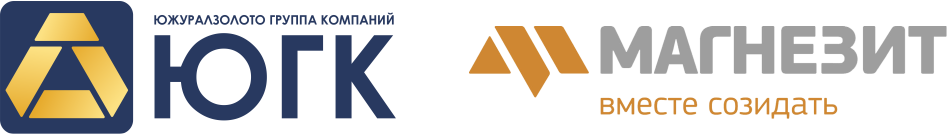 ЮЖУРАЛЗОЛОТО ГРУППА КОМПАНИЙ
ЮГК
МАГНЕЗИТ
вместе созидать